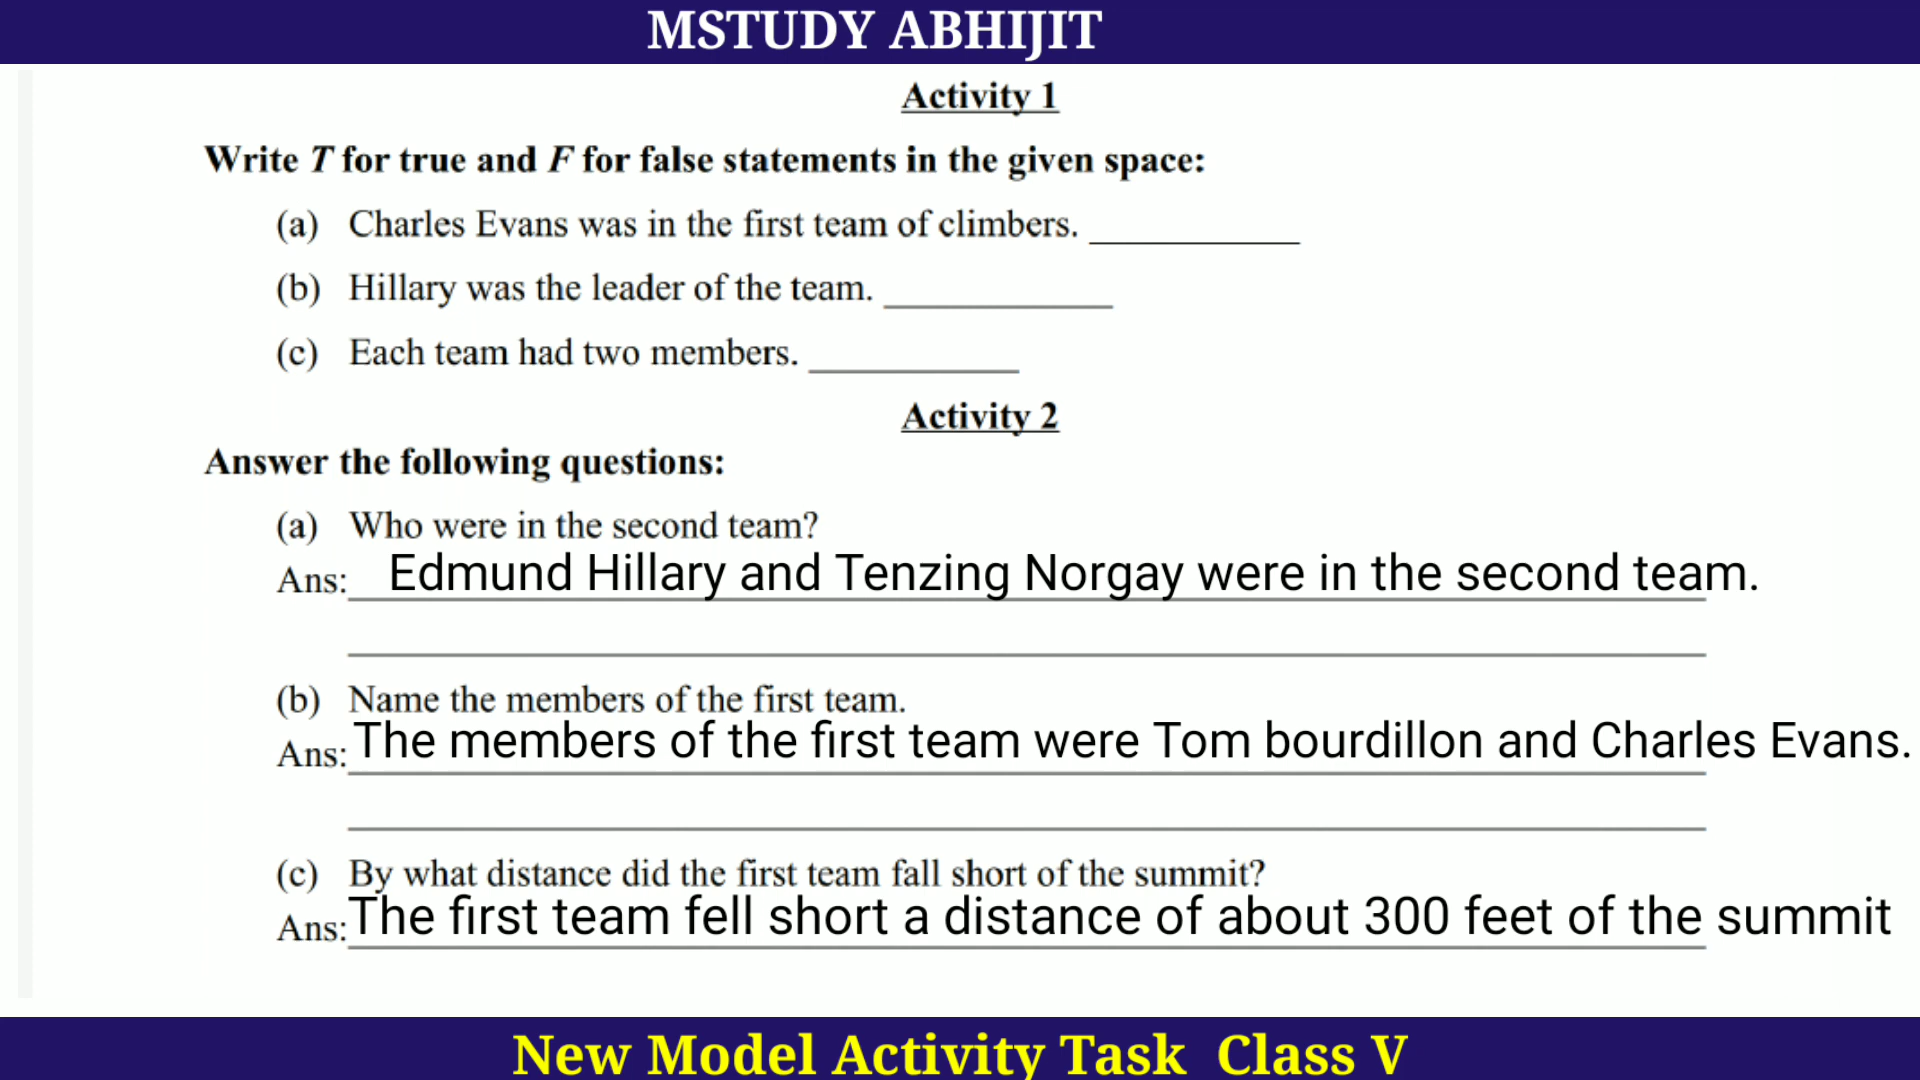 MSTUDY ABHIJIT
Activity 1
Write T for true and F for false statements in the given space:
(a) Charles Evans was in the first team of climbers. ___________
(b) Hillary was the leader of the team. ____________
(c) Each team had two members. ___________
Activity 2
Answer the following questions:
(a) Who were in the second team?
Ans: Edmund Hillary and Tenzing Norgay were in the second team.
(b) Name the members of the first team.
Ans: The members of the first team were Tom bourdillon and Charles Evans.
(c) By what distance did the first team fall short of the summit?
Ans: The first team fell short a distance of about 300 feet of the summit
New Model Activity Task Class V